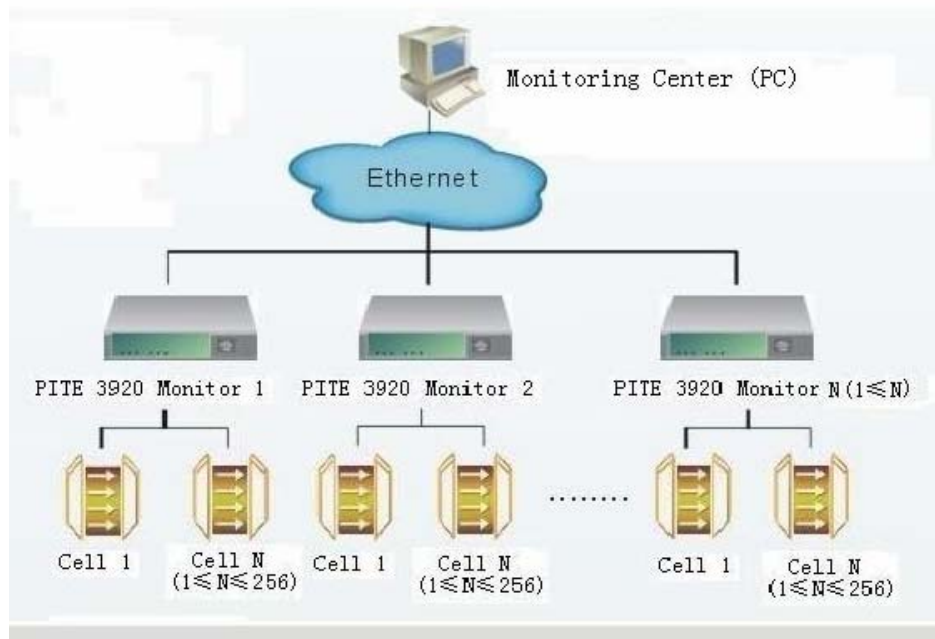 Monitoring Center (PC)
Ethernet
PITE 3920 Monitor 1
PITE 3920 Monitor 2
PITE 3920 Monitor N(1≤N)
Cell 1
Cell N
(1≤N≤256)
Cell 1
Cell N
(1≤N≤256)
........
Cell 1
Cell N
(1≤N≤256)